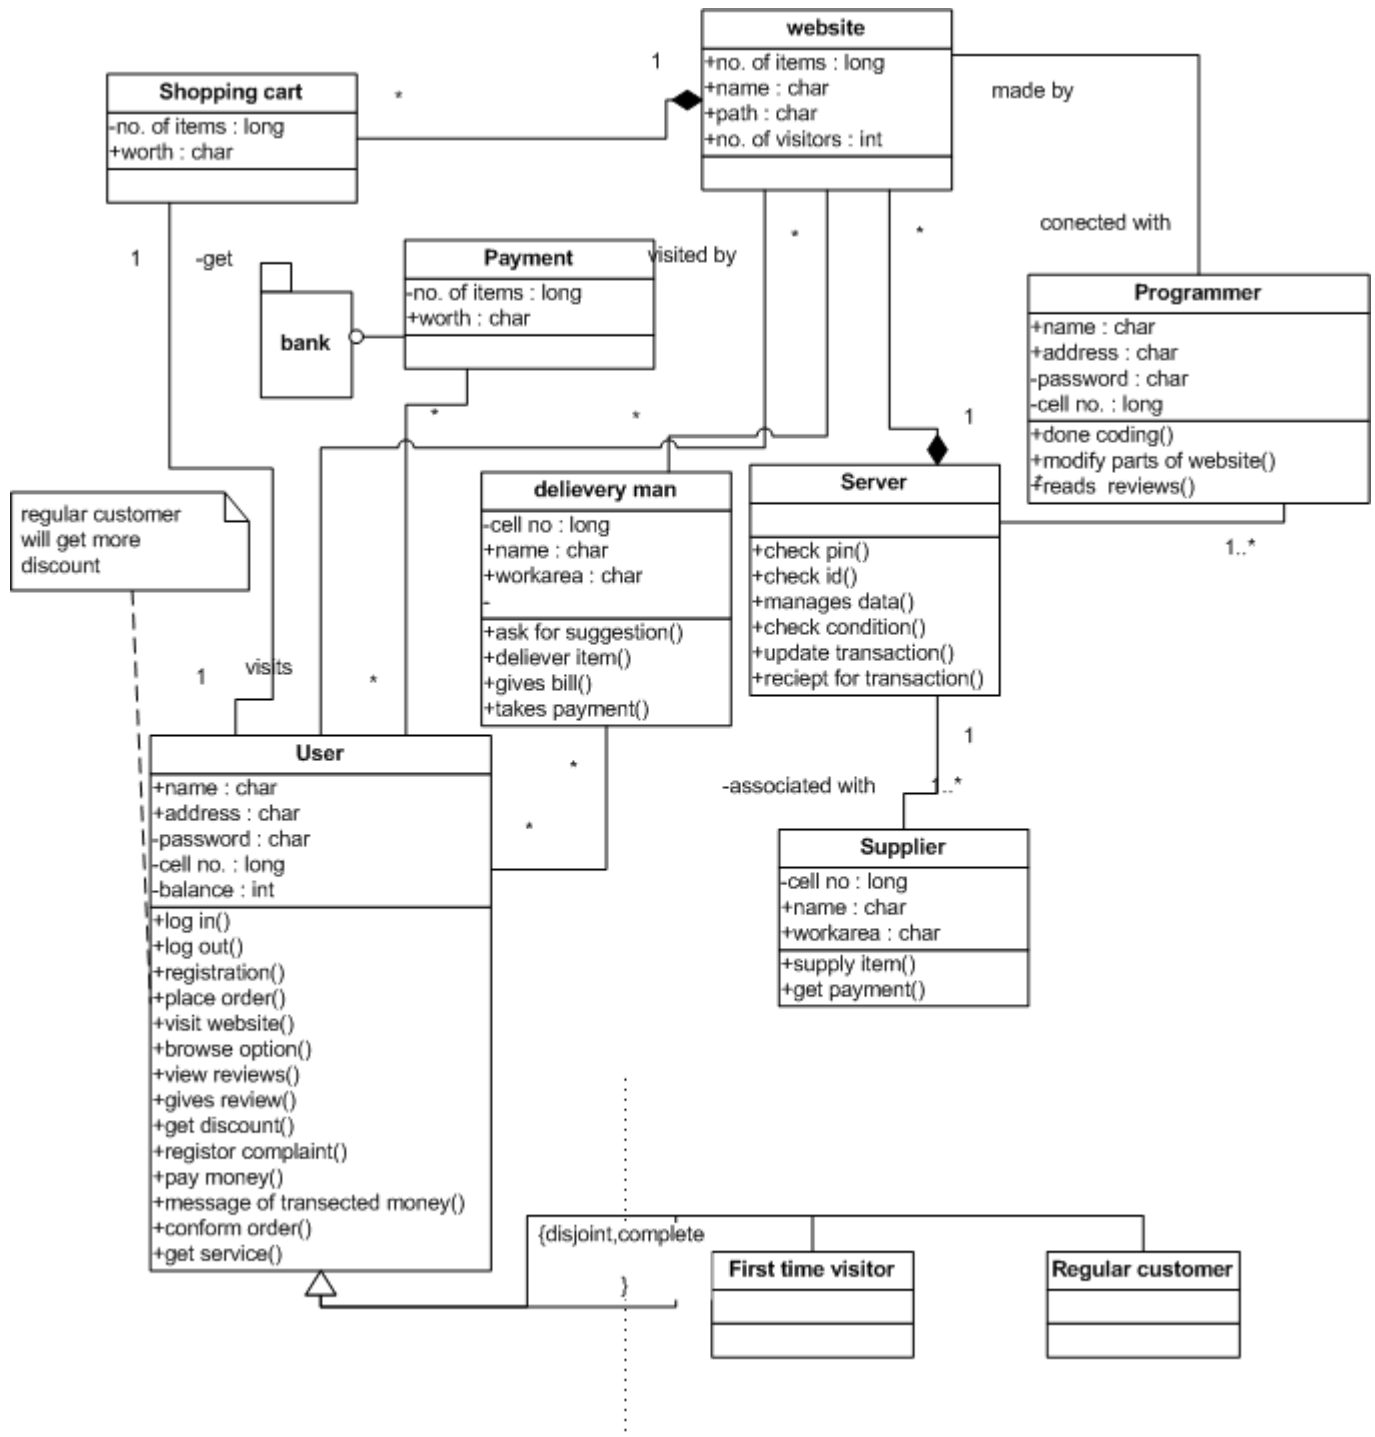 website
+no. of items : long
+name : char
+path : char
+no. of visitors : int
1
*
made by
Shopping cart
-no. of items : long
+worth : char
1
-get
Payment
-no. of items : long
+worth : char
bank
visited by
*
*
conected with
Programmer
+name : char
+address : char
-password : char
-cell no. : long
+done coding()
+modify parts of website()
+reads  reviews()
*
1..*
*
*
1
regular customer
will get more
discount
delievery man
-cell no : long
+name : char
+workarea : char
-
+ask for suggestion()
+deliever item()
+gives bill()
+takes payment()
Server
+check pin()
+check id()
+manages data()
+check condition()
+update transaction()
+reciept for transaction()
1
visits
*
*
*
1
-associated with
1..*
User
+name : char
+address : char
-password : char
-cell no. : long
-balance : int
+log in()
+log out()
+registration()
+place order()
+visit website()
+browse option()
+view reviews()
+gives review()
+get discount()
+registor complaint()
+pay money()
+message of transected money()
+conform order()
+get service()
Supplier
-cell no : long
+name : char
+workarea : char
+supply item()
+get payment()
{disjoint,complete
}
First time visitor
Regular customer